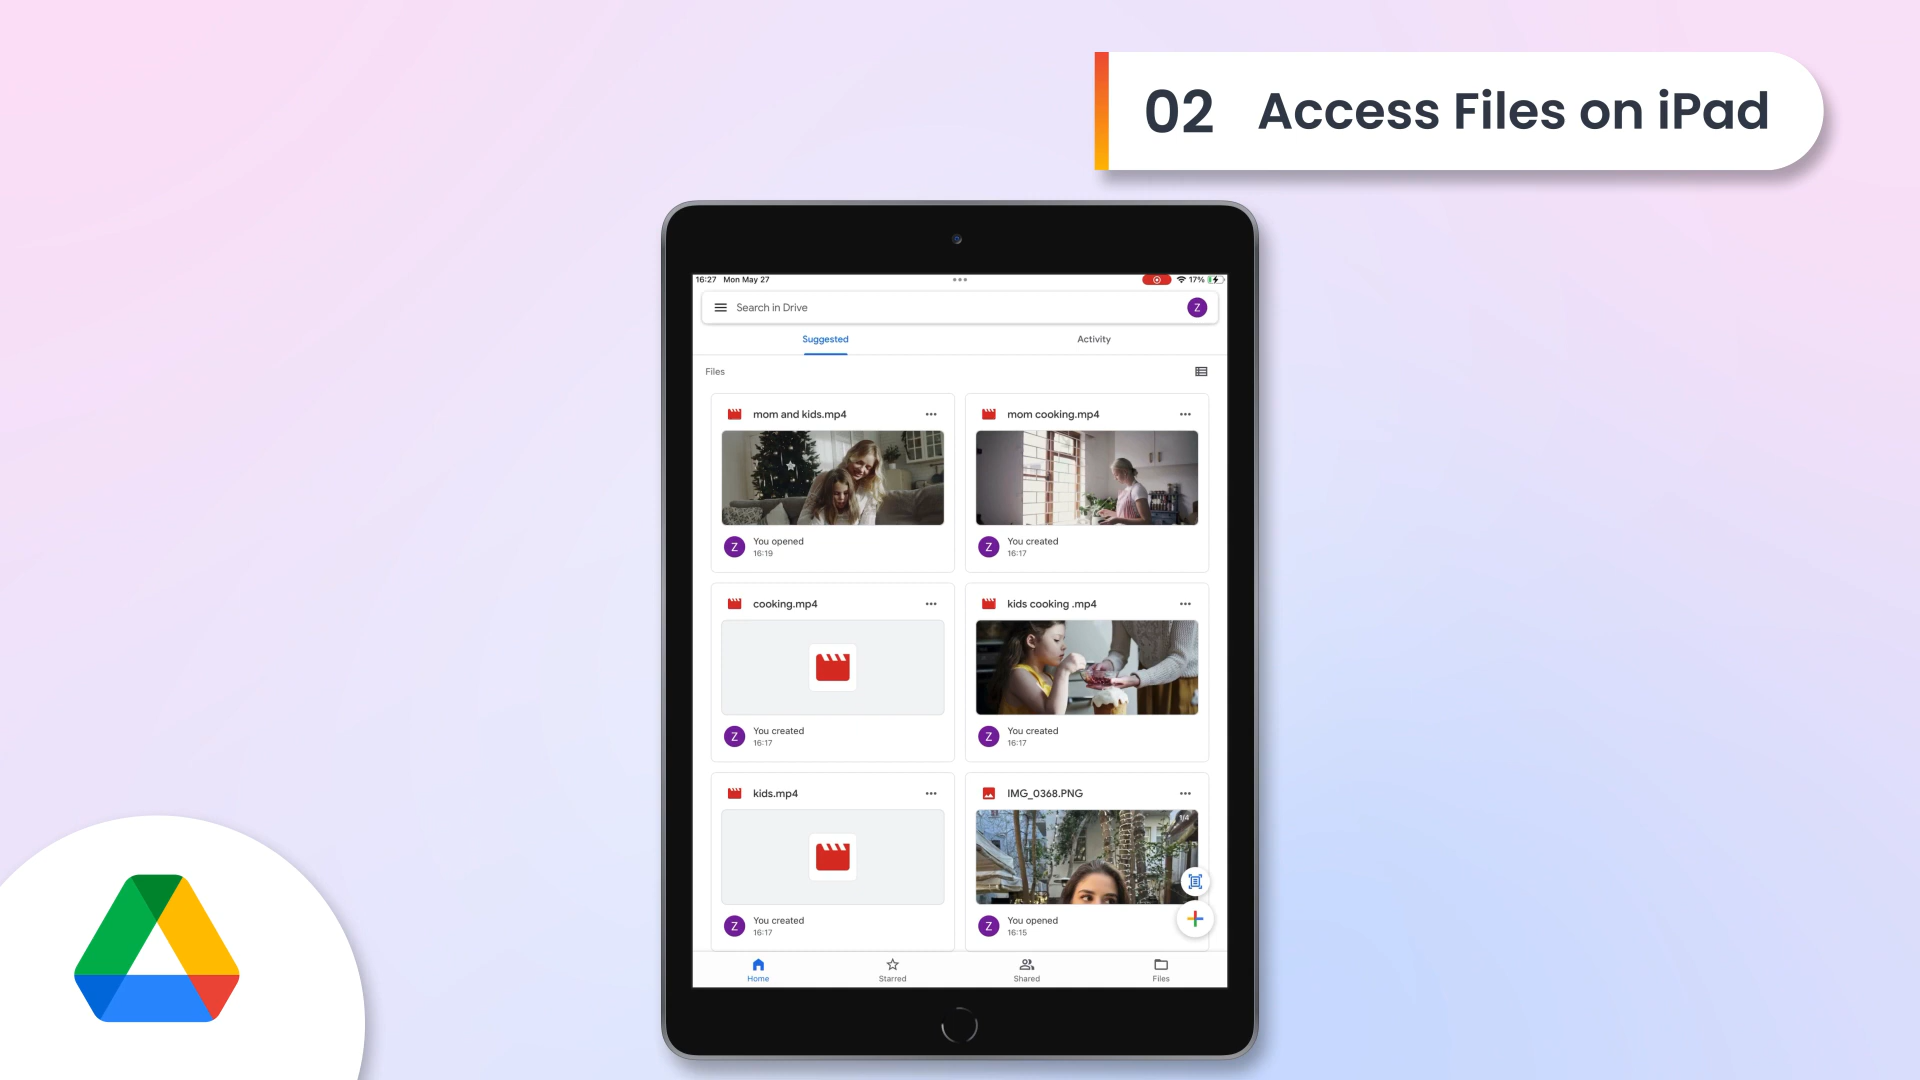 02 Access Files on iPad
16:27 Mon May 27
17%
Search in Drive
Z
Suggested
Activity
Files
mom and kids.mp4
mom cooking.mp4
Z
You opened
16:19
Z
You created
16:17
cooking.mp4
kids cooking .mp4
Z
You created
16:17
Z
You created
16:17
kids.mp4
IMG_0368.PNG
1/4
Z
You created
16:17
Z
You opened
16:15
Home
Starred
Shared
Files